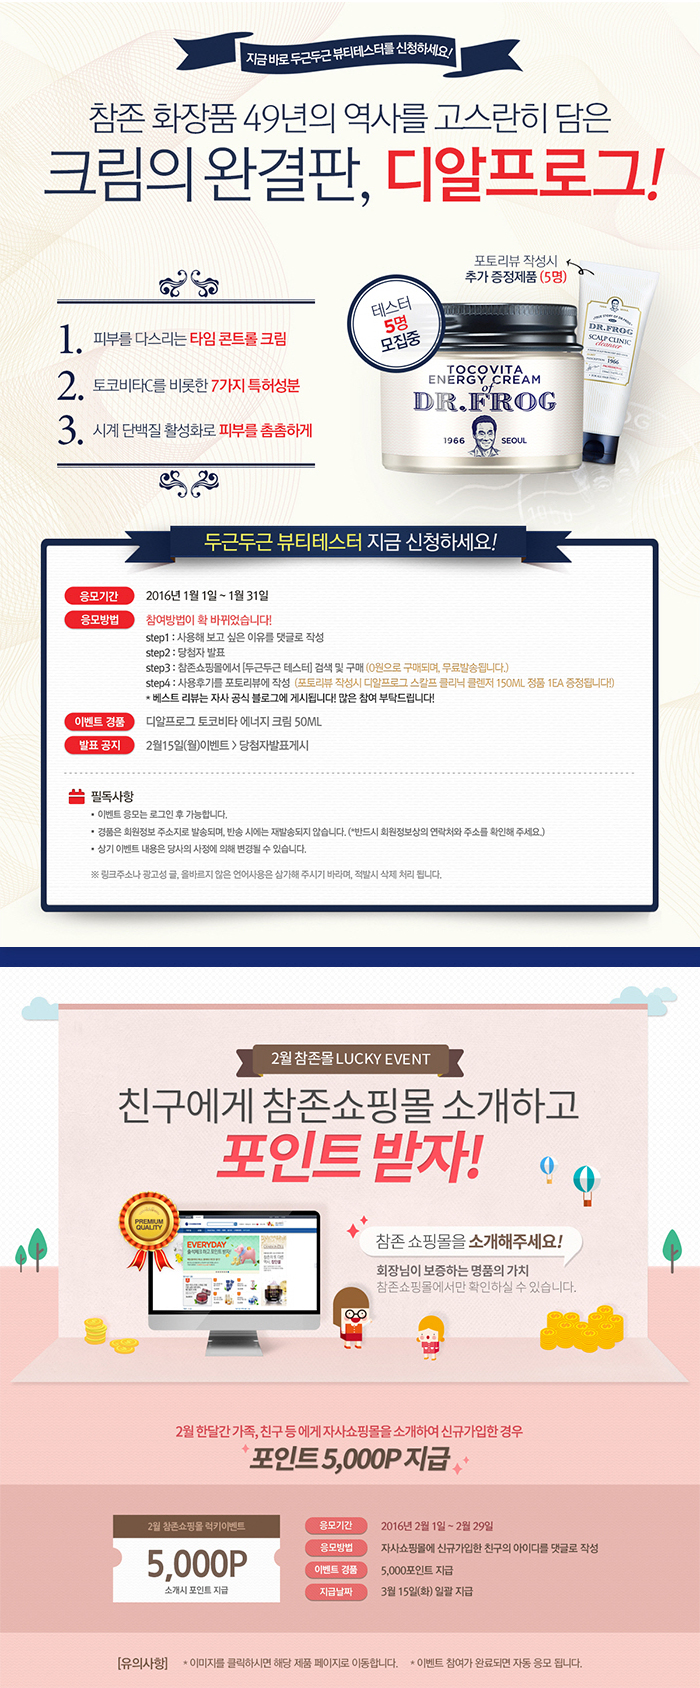 지금 바로 두근두근 뷰티테스터를 신청하세요!
참존 화장품 49년의 역사를 고스란히 담은
크림의 완결판, 디알프로그!
포토리뷰 작성시
추가 증정제품 (5명)
테스터
5명
모집중
1. 피부를 다스리는 타임 콘트롤 크림
2. 토코비타C를 비롯한 7가지 특허성분
3. 시계 단백질 활성화로 피부를 촘촘하게
TOCOVITA
ENERGY CREAM
of
DR.FROG
1966 SEOUL
DR.FROG
SCALP CLINIC
cleanser
1966
두근두근 뷰티테스터 지금 신청하세요!
응모기간 2016년 1월 1일 ~ 1월 31일
응모방법 참여방법이 확 바뀌었습니다!
step1 : 사용해 보고 싶은 이유를 댓글로 작성
step2 : 당첨자 발표
step3 : 참존쇼핑몰에서 [두근두근 테스터] 검색 및 구매 (0원으로 구매되며, 무료발송됩니다.)
step4 : 사용후기를 포토리뷰에 작성 (포토리뷰 작성시 디알프로그 스칼프 클리닉 클렌저 150ML 정품 1EA 증정됩니다!)
* 베스트 리뷰는 자사 공식 블로그에 게시됩니다! 많은 참여 부탁드립니다!
이벤트 경품 디알프로그 토코비타 에너지 크림 50ML
발표 공지 2월15일(월)이벤트 > 당첨자발표게시
필독사항
• 이벤트 응모는 로그인 후 가능합니다.
• 경품은 회원정보 주소지로 발송되며, 반송 시에는 재발송되지 않습니다. (*반드시 회원정보상의 연락처와 주소를 확인해 주세요.)
• 상기 이벤트 내용은 당사의 사정에 의해 변경될 수 있습니다.
※ 링크주소나 광고성 글, 올바르지 않은 언어사용은 삼가해 주시기 바라며, 적발시 삭제 처리 됩니다.
2월 참존몰 LUCKY EVENT
친구에게 참존쇼핑몰 소개하고
포인트 받자!
PREMIUM
QUALITY
EVERYDAY
참존 쇼핑몰을 소개해주세요!
회장님이 보증하는 명품의 가치
참존쇼핑몰에서만 확인하실 수 있습니다.
2월 한달간 가족, 친구 등 에게 자사쇼핑몰을 소개하여 신규가입한 경우
포인트 5,000P 지급
2월 참존쇼핑몰 럭키이벤트
5,000P
소개시 포인트 지급
응모기간 2016년 2월 1일 ~ 2월 29일
응모방법 자사쇼핑몰에 신규가입한 친구의 아이디를 댓글로 작성
이벤트 경품 5,000포인트 지급
지급날짜 3월 15일(화) 일괄 지급
[유의사항] * 이미지를 클릭하시면 해당 제품 페이지로 이동합니다. * 이벤트 참여가 완료되면 자동 응모 됩니다.